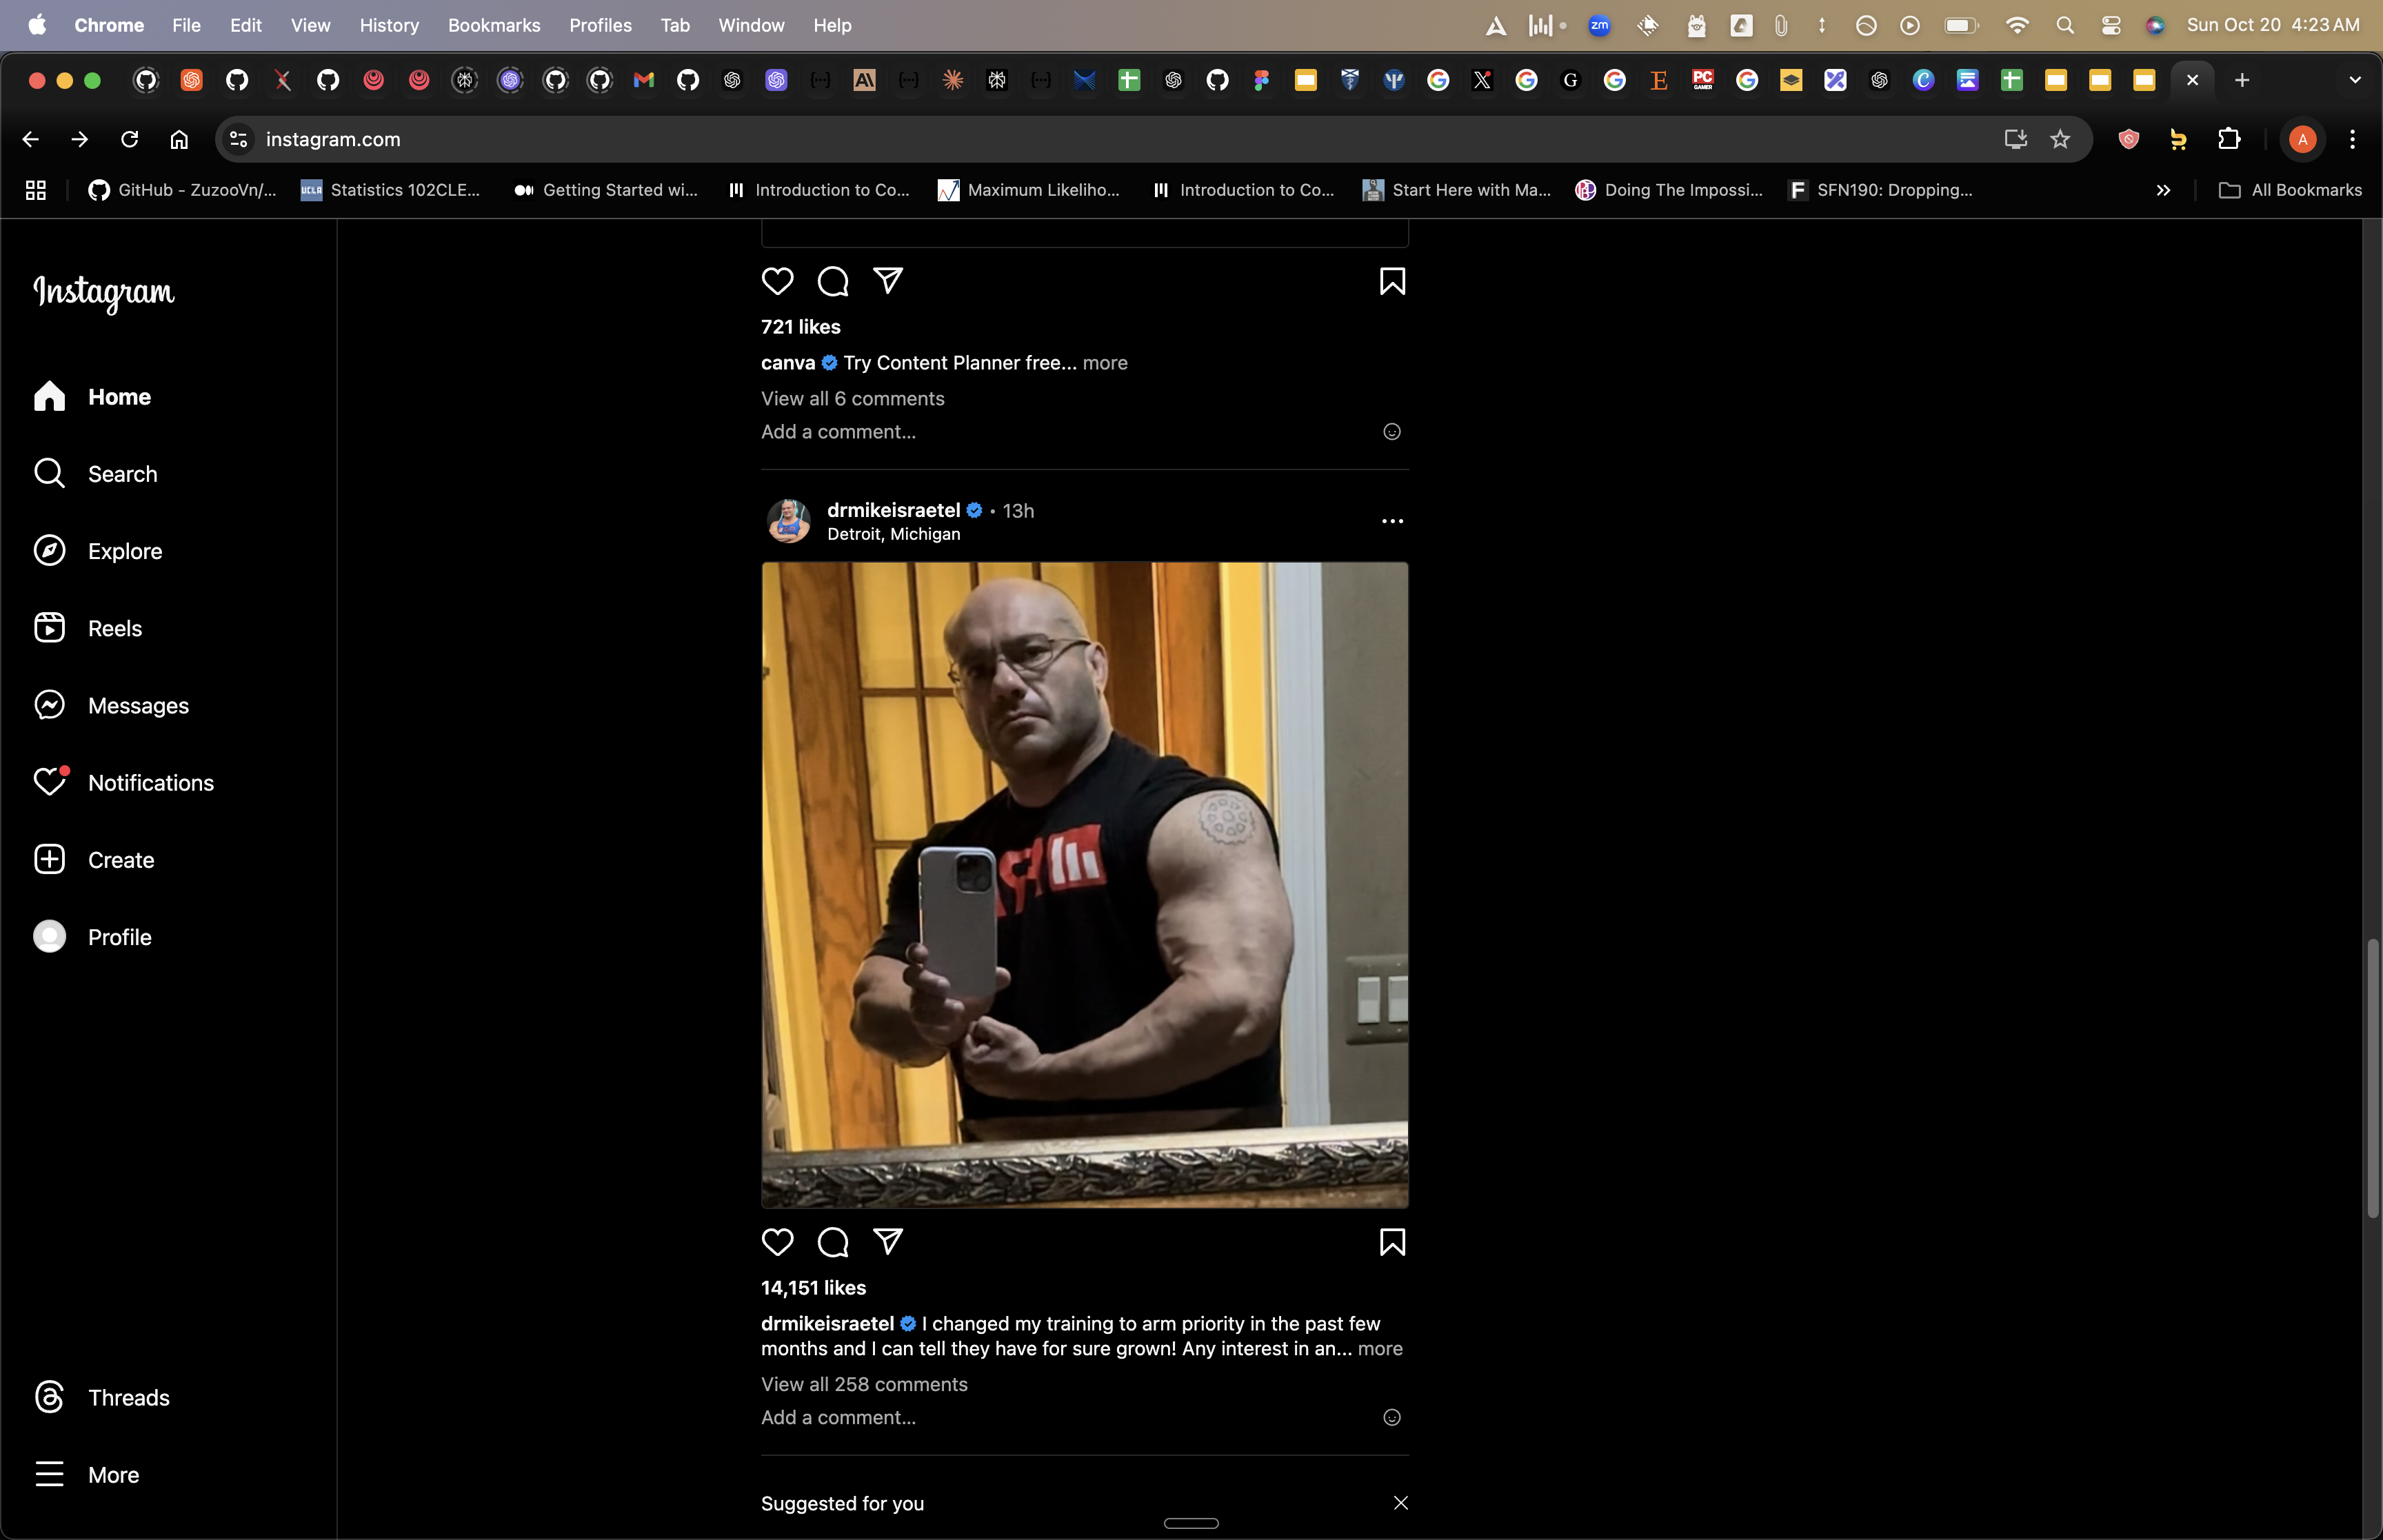 Chrome File Edit View History Bookmarks Profiles Tab Window Help
zm
Sun Oct 20 4:23 AM
instagram.com
A
GitHub - ZuzooVn/...
UCLA
Statistics 102CLE...
Getting Started wi...
Introduction to Co...
Maximum Likeliho...
Introduction to Co...
Start Here with Ma...
Doing The Impossi...
SFN190: Dropping...
All Bookmarks
Instagram
Home
Search
Explore
Reels
Messages
Notifications
Create
Profile
Threads
More
721 likes
canva Try Content Planner free... more
View all 6 comments
Add a comment...
drmikeisraetel • 13h
Detroit, Michigan
14,151 likes
drmikeisraetel I changed my training to arm priority in the past few
months and I can tell they have for sure grown! Any interest in an... more
View all 258 comments
Add a comment...
Suggested for you